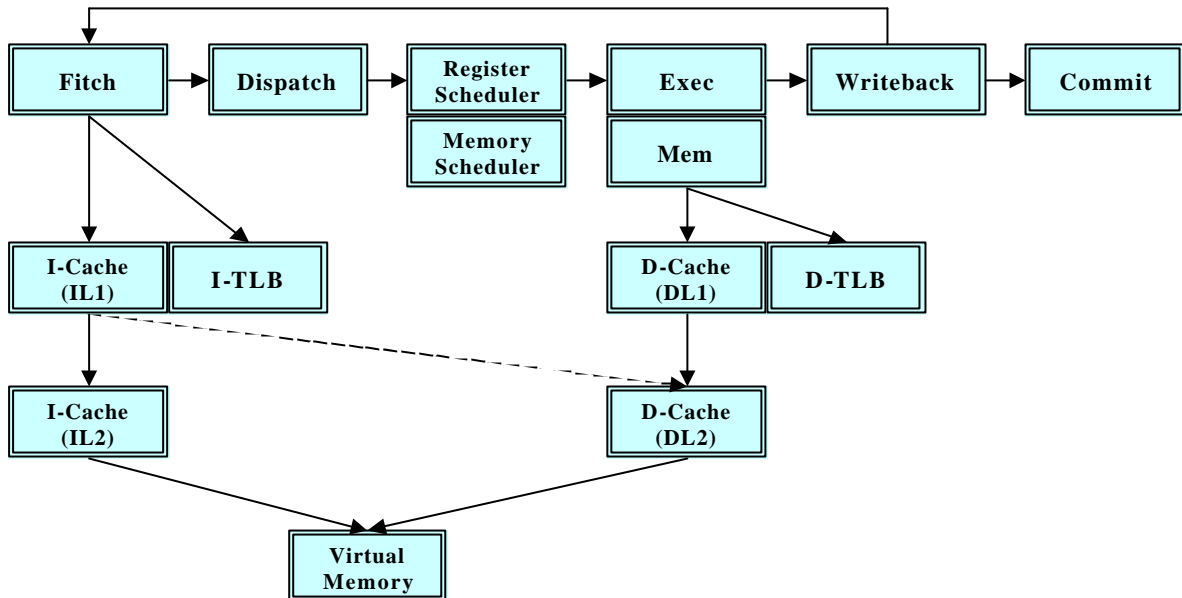 Fitch
Dispatch
Register
Scheduler
Exec
Writeback
Commit
Memory
Scheduler
Mem
I-Cache
(IL1)
I-TLB
D-Cache
(DL1)
D-TLB
I-Cache
(IL2)
D-Cache
(DL2)
Virtual
Memory